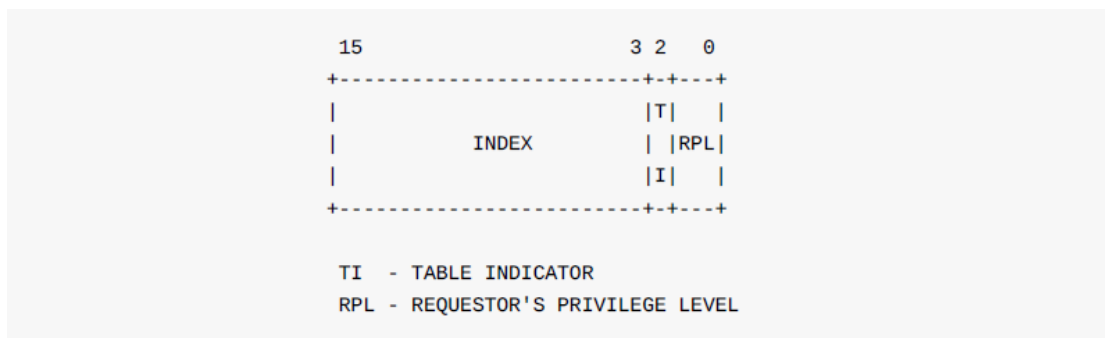 15                              3 2   0
+-------------------------+-+---+
|                         |T|   |
|           INDEX         | |RPL|
|                         |I|   |
+-------------------------+-+---+
TI  - TABLE INDICATOR
RPL - REQUESTOR'S PRIVILEGE LEVEL